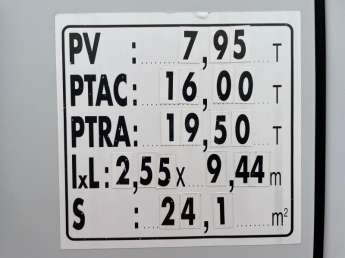 PV : 7,95 T
PTAC: 16,00 T
PTRA: 19,50 T
lxL: 2,55 x 9,44 m
S : 24,1 m²